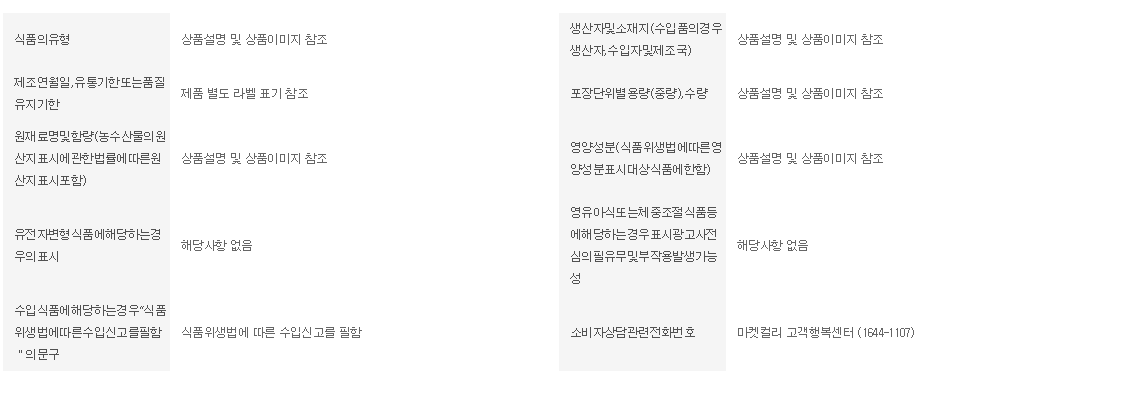 식품의유형
상품설명 및 상품이미지 참조
생산자및소재지(수입품의경우
생산자,수입자및제조국)
상품설명 및 상품이미지 참조
제조연월일,유통기한또는품질
유지기한
제품 별도 라벨 표기 참조
포장단위별용량(중량),수량
상품설명 및 상품이미지 참조
원재료명및함량(농수산물의원
산지표시에관한법률에따른원
산지표시포함)
상품설명 및 상품이미지 참조
영양성분(식품위생법에따른영
양성분표시대상식품에한함)
상품설명 및 상품이미지 참조
유전자변형식품에해당하는경
우의표시
해당사항 없음
영유아식또는체중조절식품등
에해당하는경우표시광고사전
심의필유무및부작용발생가능
성
해당사항 없음
수입식품에해당하는경우“식품
위생법에따른수입신고를필함
"의문구
식품위생법에 따른 수입신고를 필함
소비자상담관련전화번호
마켓컬리 고객행복센터 (1644-1107)